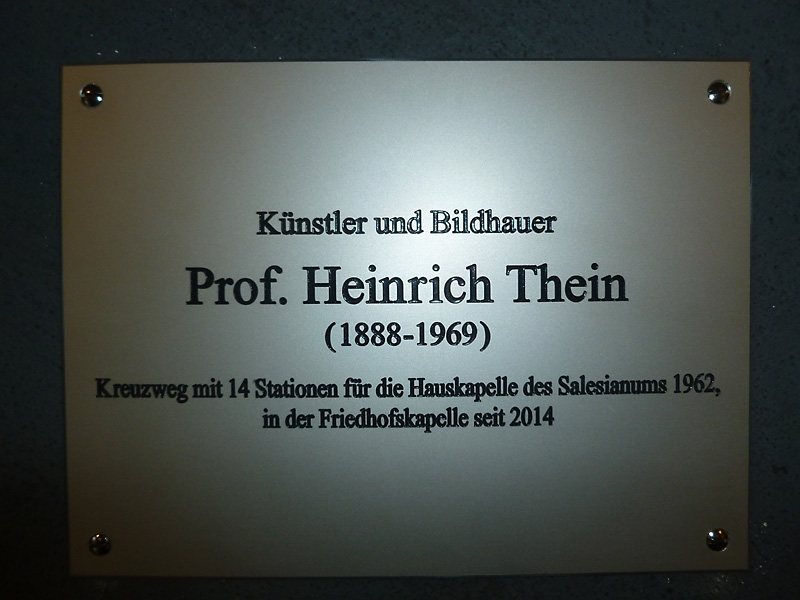 Künstler und Bildhauer
Prof. Heinrich Thein
(1888-1969)
Kreuzweg mit 14 Stationen für die Hauskapelle des Salesianums 1962,
in der Friedhofskapelle seit 2014